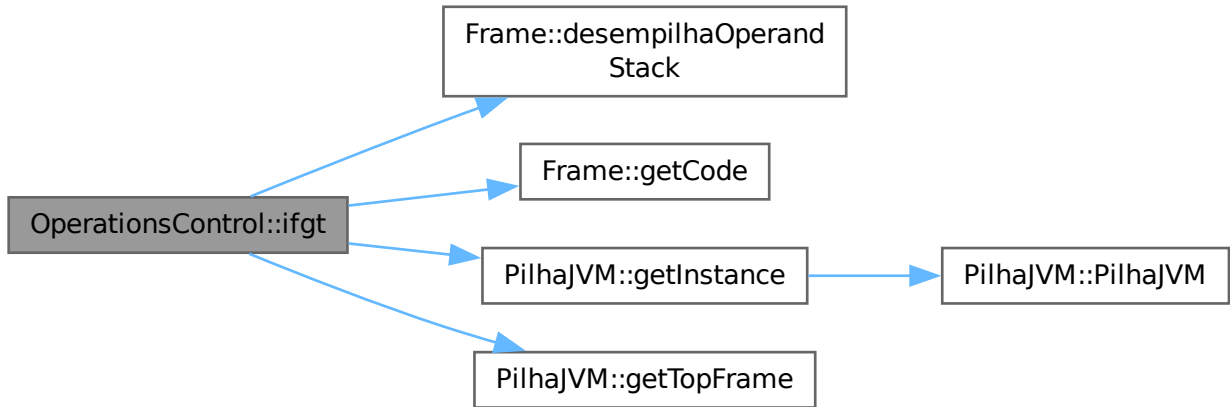 Frame::desempilhaOperand
Stack
Frame::getCode
OperationsControl::ifgt
PilhaJVM::getInstance
PilhaJVM::PilhaJVM
PilhaJVM::getTopFrame